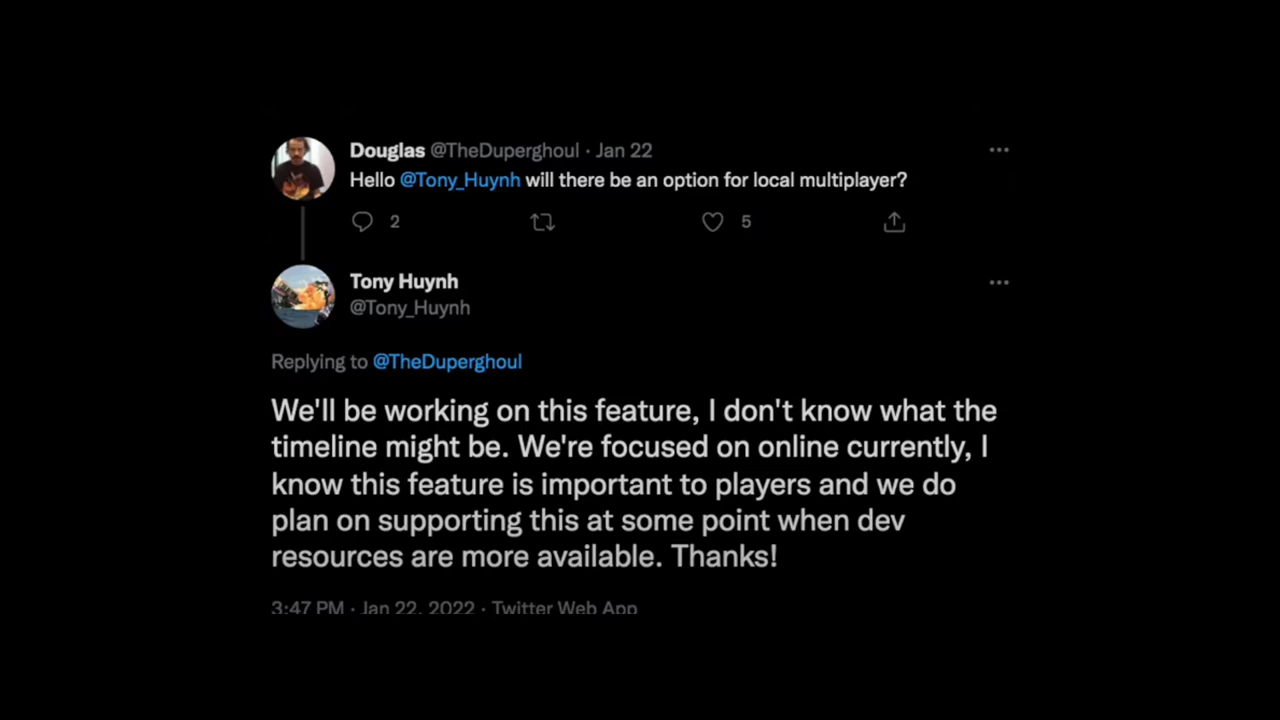 Douglas @TheDuperghoul · Jan 22
Hello @Tony_Huynh will there be an option for local multiplayer?
2 5
Tony Huynh
@Tony_Huynh
Replying to @TheDuperghoul
We'll be working on this feature, I don't know what the
timeline might be. We're focused on online currently, I
know this feature is important to players and we do
plan on supporting this at some point when dev
resources are more available. Thanks!
3:47 PM · Jan 22, 2022 · Twitter Web App